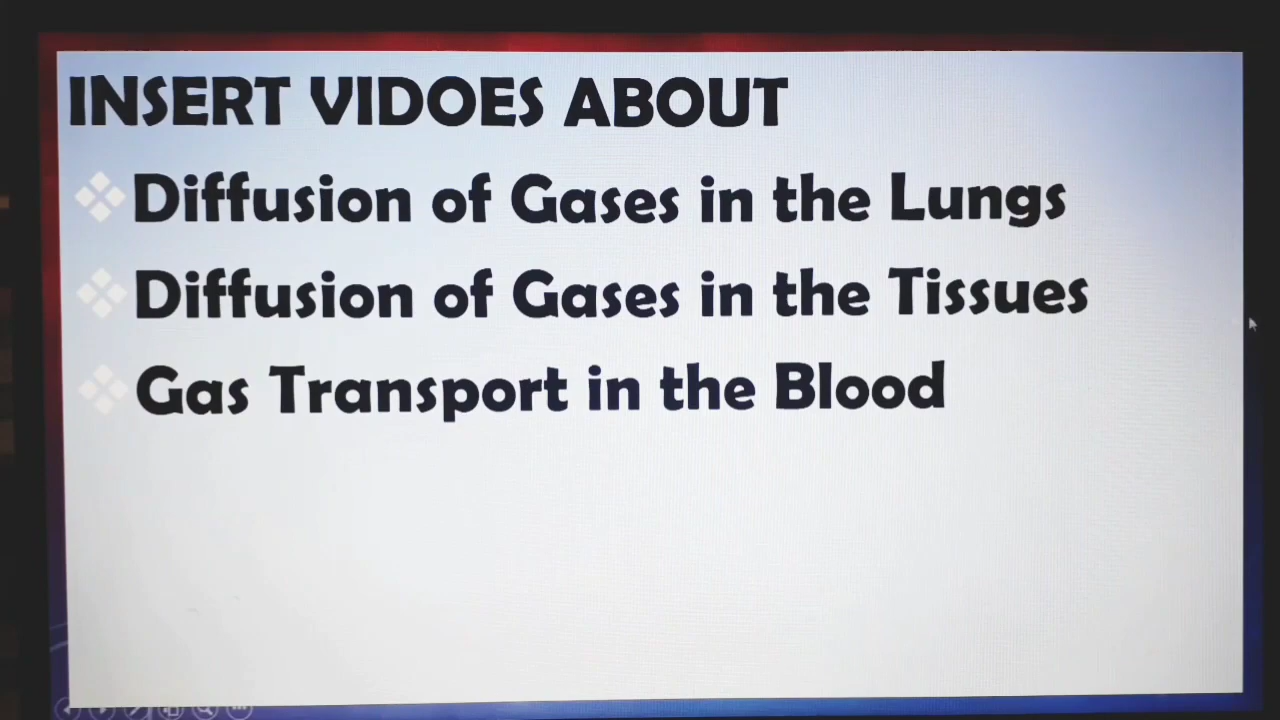 INSERT VIDOES ABOUT
Diffusion of Gases in the Lungs
Diffusion of Gases in the Tissues
Gas Transport in the Blood